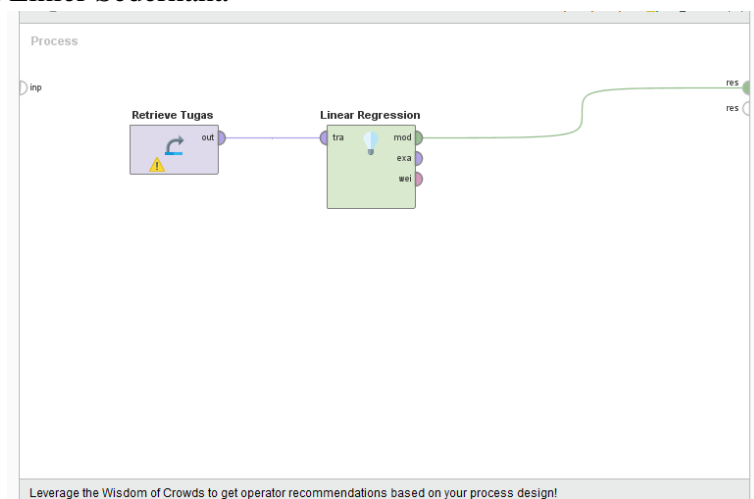 Process
inp
res
res
Retrieve Tugas
out
Linear Regression
tra
mod
exa
wei
Leverage the Wisdom of Crowds to get operator recommendations based on your process design!